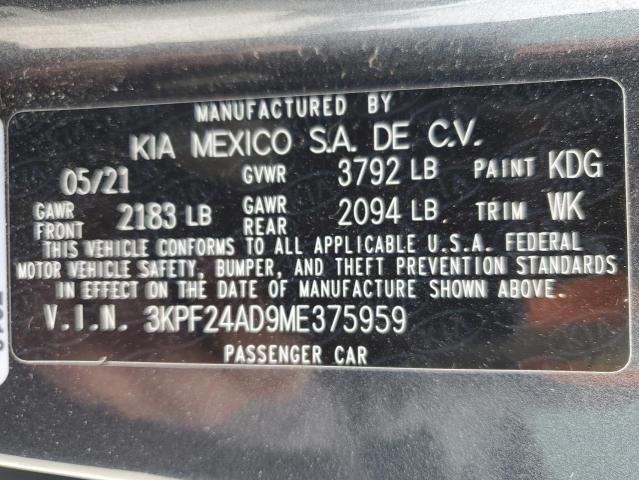 MANUFACTURED BY
KIA MEXICO S.A. DE C.V.
05/21 GVWR 3792 LB PAINT KDG
GAWR FRONT 2183 LB GAWR REAR 2094 LB TRIM WK
THIS VEHICLE CONFORMS TO ALL APPLICABLE U.S.A. FEDERAL
MOTOR VEHICLE SAFETY, BUMPER, AND THEFT PREVENTION STANDARDS
IN EFFECT ON THE DATE OF MANUFACTURE SHOWN ABOVE.
V.I.N. 3KPF24AD9ME375959
PASSENGER CAR